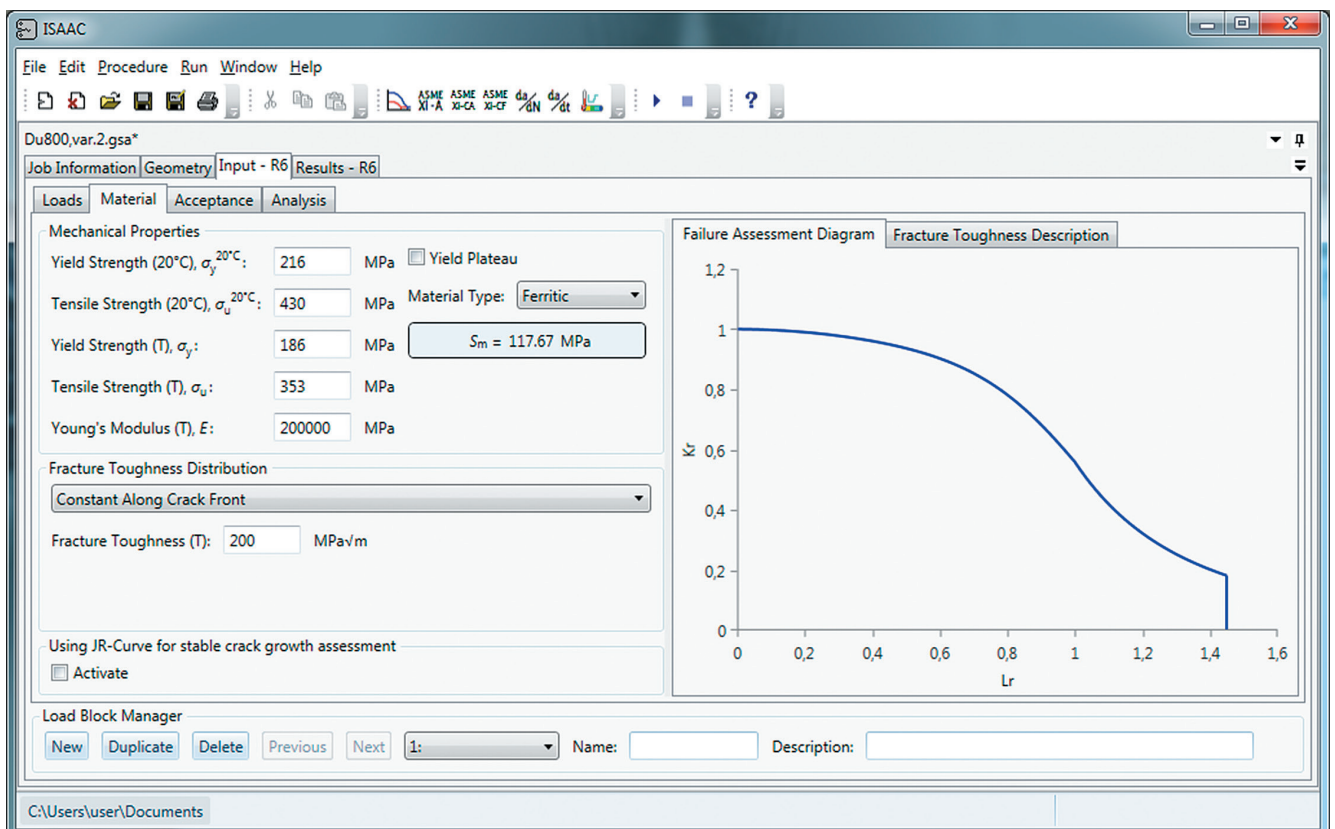 ISAAC
File Edit Procedure Run Window Help
ASME XI-A ASME XI-CA ASME XI-CF da/dN da/dt ?
Du800,var.2.gsa*
Job Information Geometry Input - R6 Results - R6
Loads Material Acceptance Analysis
Mechanical Properties
Yield Strength (20°C), σy20°C: 216 MPa Yield Plateau
Tensile Strength (20°C), σu20°C: 430 MPa Material Type: Ferritic
Yield Strength (T), σy: 186 MPa Sm = 117.67 MPa
Tensile Strength (T), σu: 353 MPa
Young's Modulus (T), E: 200000 MPa
Fracture Toughness Distribution
Constant Along Crack Front
Fracture Toughness (T): 200 MPa√m
Using JR-Curve for stable crack growth assessment
Activate
Failure Assessment Diagram Fracture Toughness Description
1,2
1
0,8
Kr 0,6
0,4
0,2
0
0 0,2 0,4 0,6 0,8 1 1,2 1,4 1,6
Lr
Load Block Manager
New Duplicate Delete Previous Next 1: Name: Description:
C:\Users\user\Documents